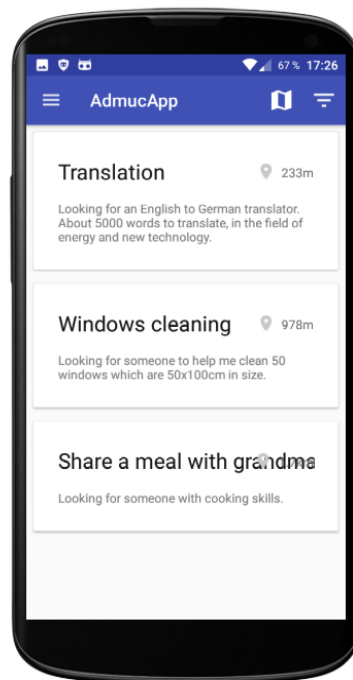 67 % 17:26
AdmucApp
Translation 233m
Looking for an English to German translator.
About 5000 words to translate, in the field of
energy and new technology.
Windows cleaning 978m
Looking for someone to help me clean 50
windows which are 50x100cm in size.
Share a meal with grandma
Looking for someone with cooking skills.